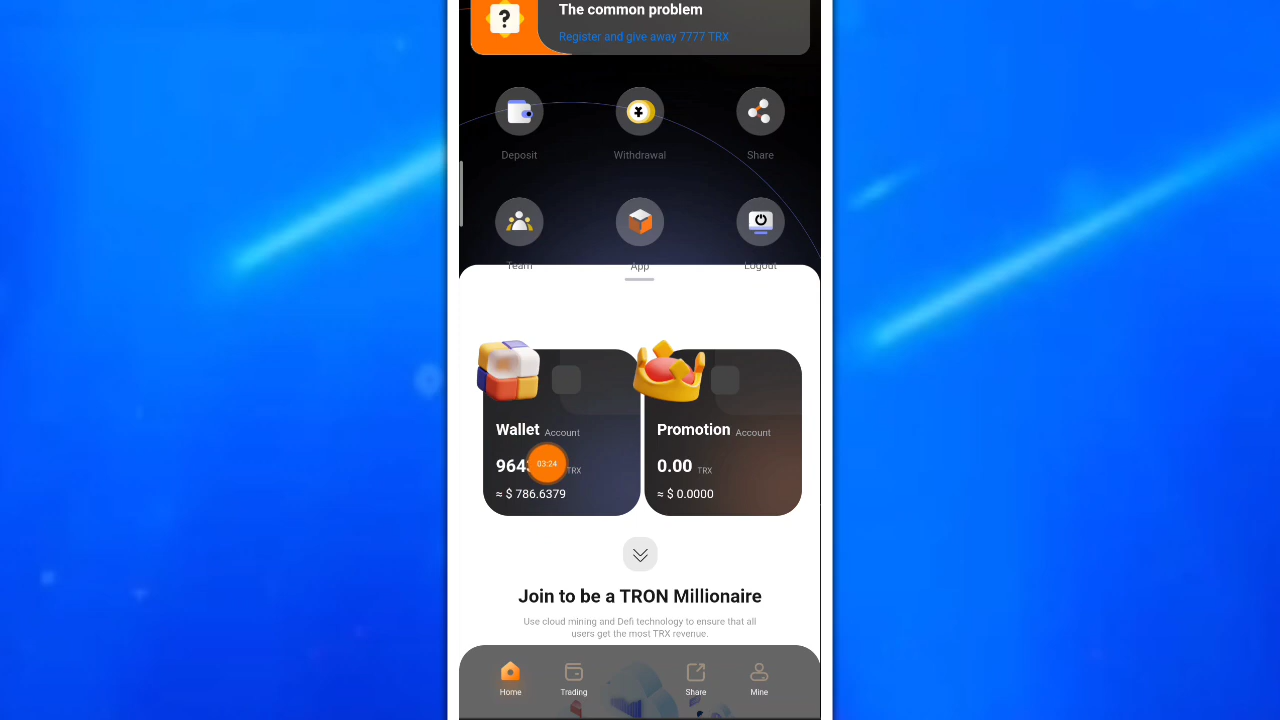 The common problem
Register and give away 7777 TRX
Deposit
Withdrawal
Share
Team
App
Logout
Wallet Account
Promotion Account
03:24
TRX
0.00 TRX
≈ $ 786.6379
≈ $ 0.0000
Join to be a TRON Millionaire
Use cloud mining and Defi technology to ensure that all
users get the most TRX revenue.
Home
Trading
Share
Mine